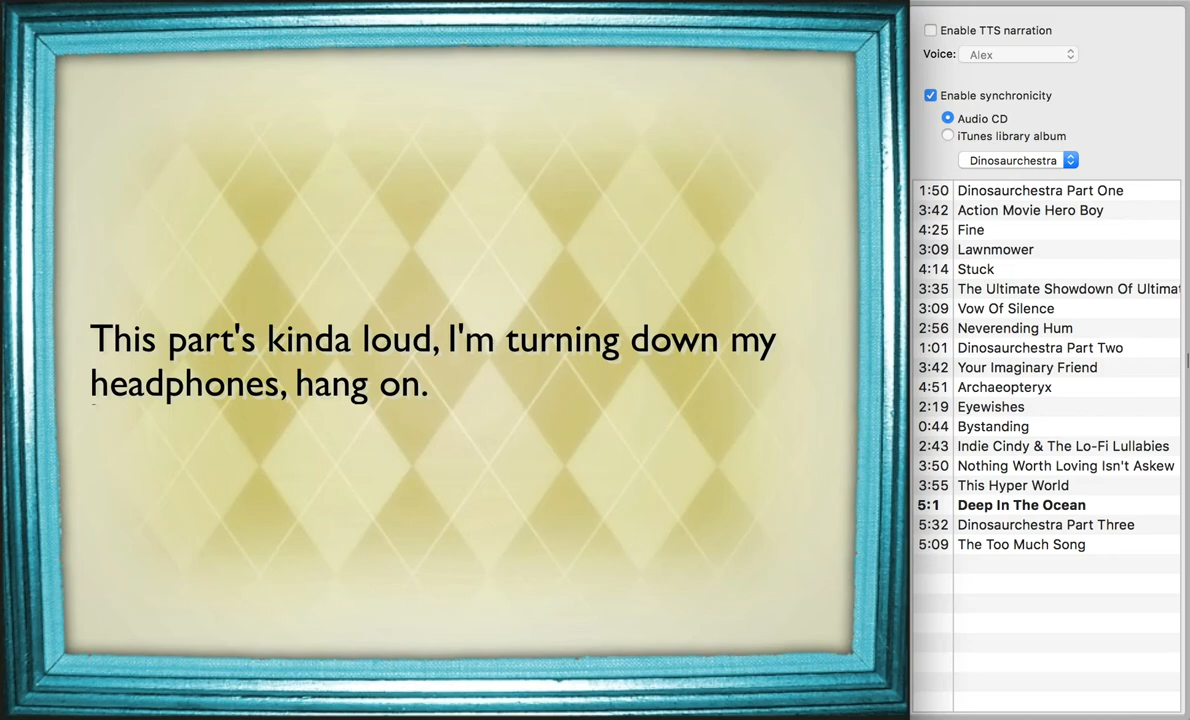 This part's kinda loud, I'm turning down my
headphones, hang on.
Enable TTS narration
Voice: Alex
Enable synchronicity
Audio CD
iTunes library album
Dinosaurchestra
1:50 Dinosaurchestra Part One
3:42 Action Movie Hero Boy
4:25 Fine
3:09 Lawnmower
4:14 Stuck
3:35 The Ultimate Showdown Of Ultimat
3:09 Vow Of Silence
2:56 Neverending Hum
1:01 Dinosaurchestra Part Two
3:42 Your Imaginary Friend
4:51 Archaeopteryx
2:19 Eyewishes
0:44 Bystanding
2:43 Indie Cindy & The Lo-Fi Lullabies
3:50 Nothing Worth Loving Isn't Askew
3:55 This Hyper World
5:1 Deep In The Ocean
5:32 Dinosaurchestra Part Three
5:09 The Too Much Song